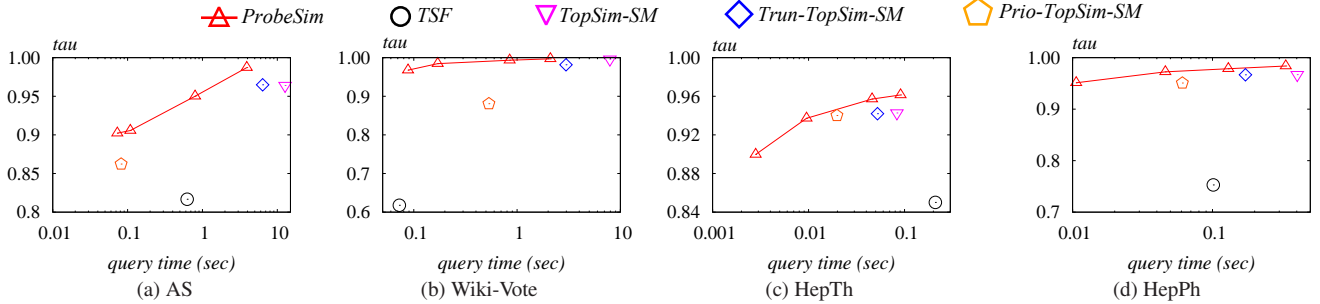 ProbeSim TSF TopSim-SM Trun-TopSim-SM Prio-TopSim-SM
tau
1.00
0.95
0.9
0.85
0.8
0.01 0.1 1 10
query time (sec)
(a) AS
tau
1.00
0.9
0.8
0.7
0.6
0.1 1 10
query time (sec)
(b) Wiki-Vote
tau
1.00
0.96
0.92
0.88
0.84
0.001 0.01 0.1
query time (sec)
(c) HepTh
tau
1.00
0.9
0.8
0.7
0.01 0.1
query time (sec)
(d) HepPh